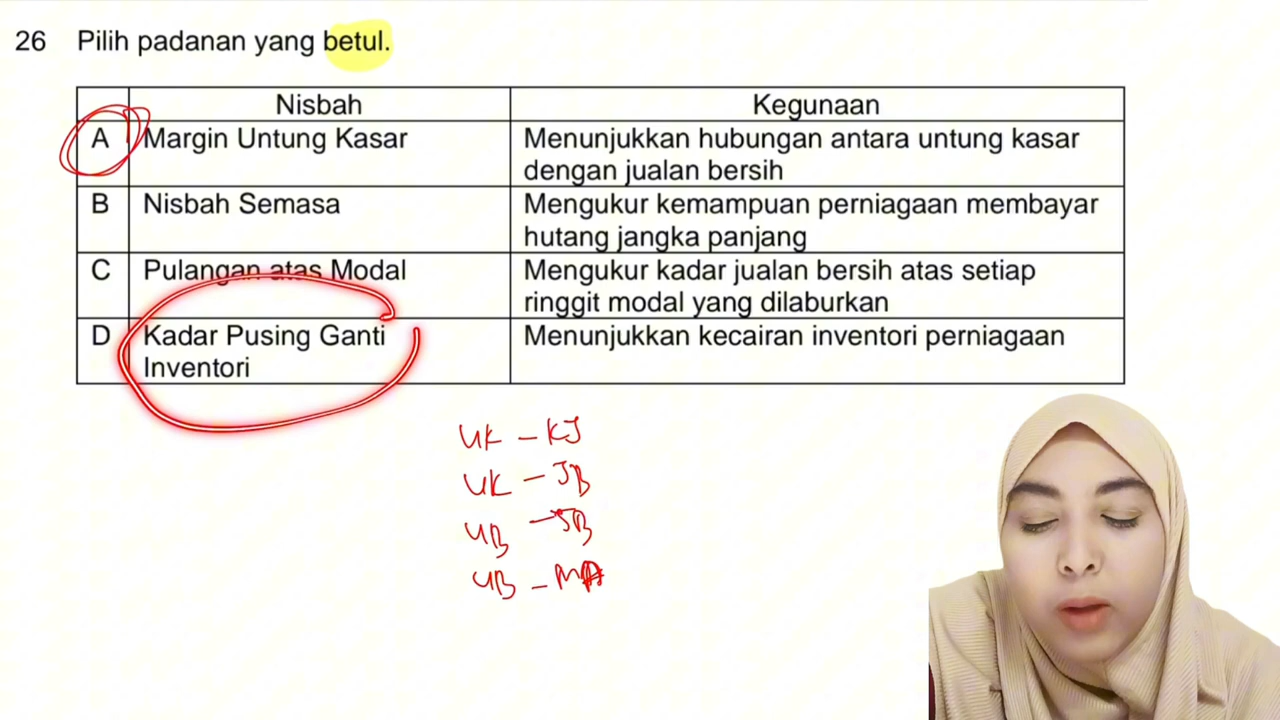 26 Pilih padanan yang betul.
Nisbah Kegunaan
A Margin Untung Kasar Menunjukkan hubungan antara untung kasar
dengan jualan bersih
B Nisbah Semasa Mengukur kemampuan perniagaan membayar
hutang jangka panjang
C Pulangan atas Modal Mengukur kadar jualan bersih atas setiap
ringgit modal yang dilaburkan
D Kadar Pusing Ganti Menunjukkan kecairan inventori perniagaan
Inventori
UK - KJ
UK - JB
UB - JB
UB - MA